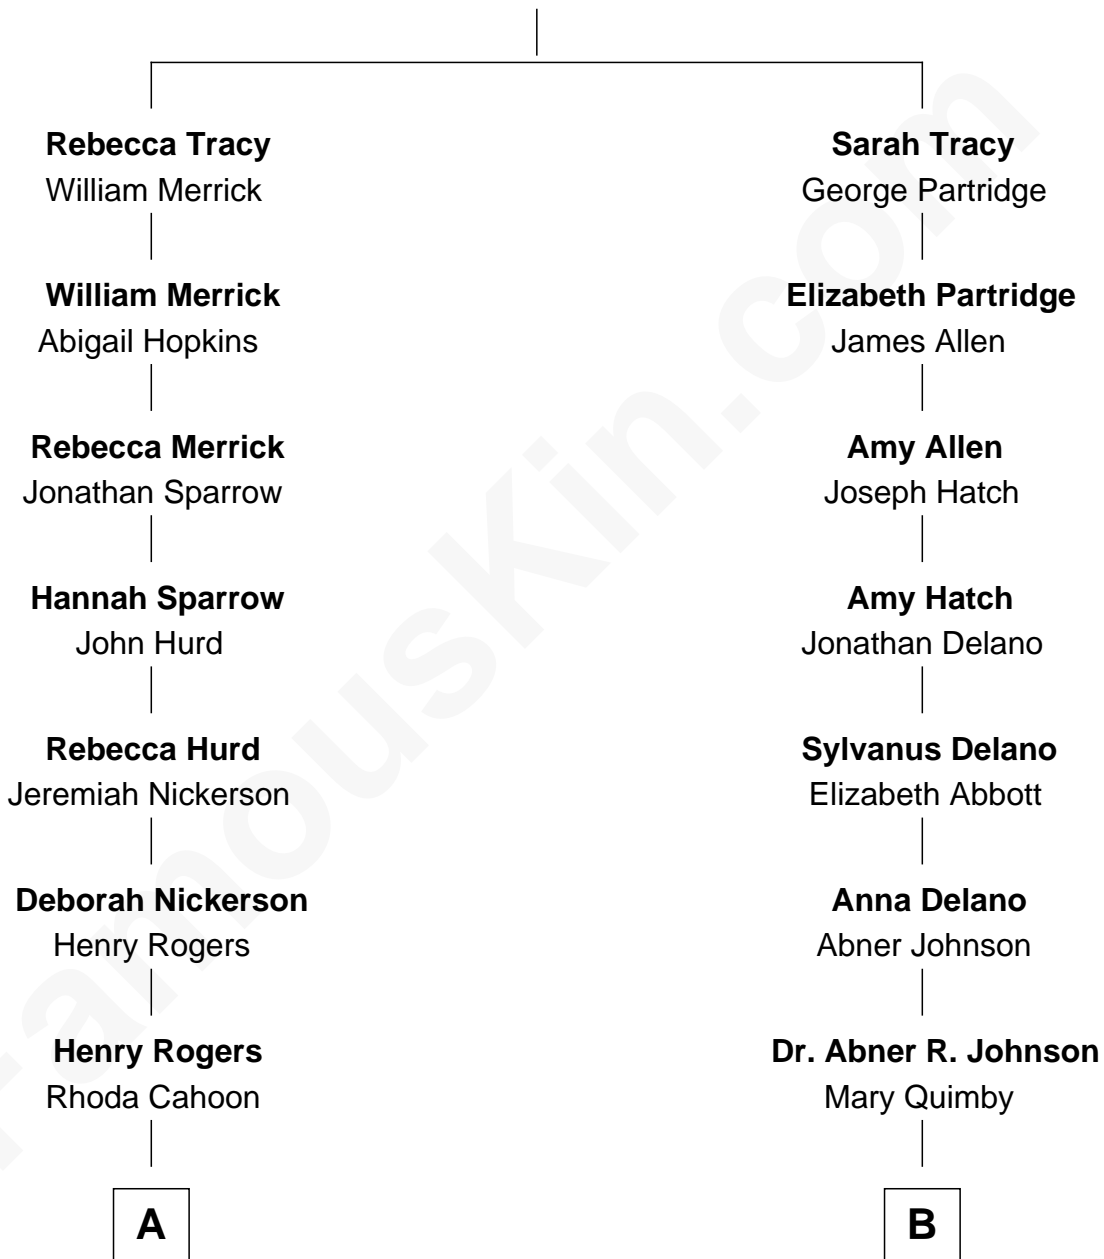 Rebecca Tracy
William Merrick
William Merrick
Abigail Hopkins
Rebecca Merrick
Jonathan Sparrow
Hannah Sparrow
John Hurd
Rebecca Hurd
Jeremiah Nickerson
Deborah Nickerson
Henry Rogers
Henry Rogers
Rhoda Cahoon
A
Sarah Tracy
George Partridge
Elizabeth Partridge
James Allen
Amy Allen
Joseph Hatch
Amy Hatch
Jonathan Delano
Sylvanus Delano
Elizabeth Abbott
Anna Delano
Abner Johnson
Dr. Abner R. Johnson
Mary Quimby
B
FamousKin.com